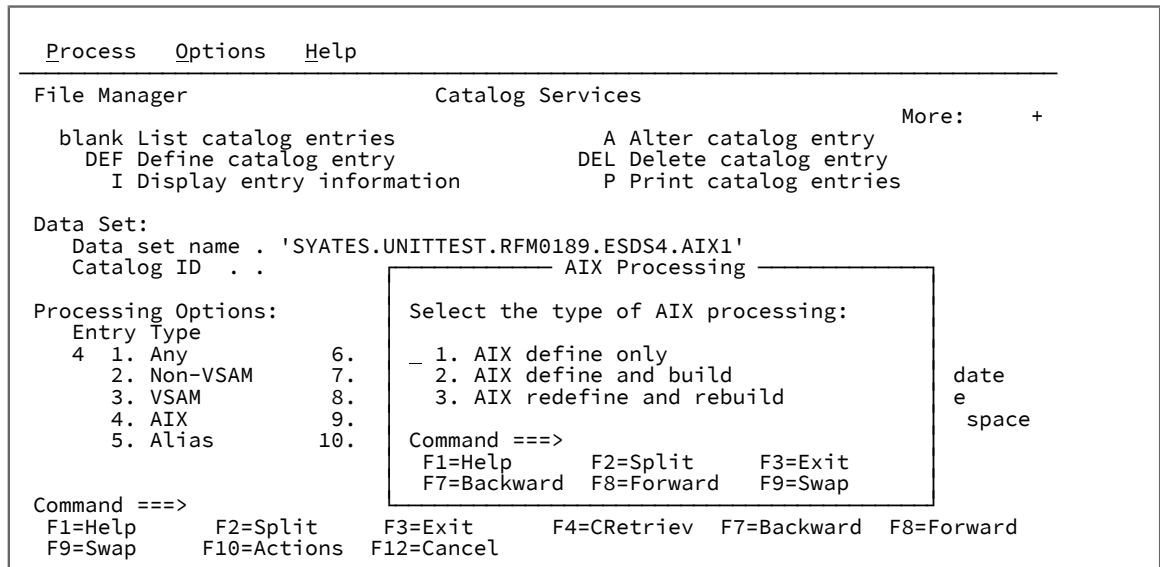 Process Options Help
File Manager Catalog Services
More: +
blank List catalog entries A Alter catalog entry
DEF Define catalog entry DEL Delete catalog entry
I Display entry information P Print catalog entries
Data Set:
Data set name . 'SYATES.UNITTEST.RFM0189.ESDS4.AIX1'
Catalog ID . . AIX Processing
Processing Options: Select the type of AIX processing:
Entry Type
4 1. Any 6. _ 1. AIX define only
2. Non-VSAM 7. 2. AIX define and build date
3. VSAM 8. 3. AIX redefine and rebuild e
4. AIX 9. space
5. Alias 10. Command ===>
F1=Help F2=Split F3=Exit
F7=Backward F8=Forward F9=Swap
Command ===>
F1=Help F2=Split F3=Exit F4=CRetriev F7=Backward F8=Forward
F9=Swap F10=Actions F12=Cancel